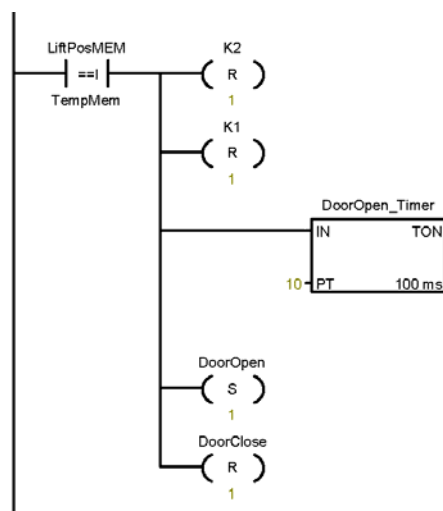 LiftPosMEM
==I
TempMem
K2
R
1
K1
R
1
DoorOpen_Timer
IN TON
10 PT 100 ms
DoorOpen
S
1
DoorClose
R
1